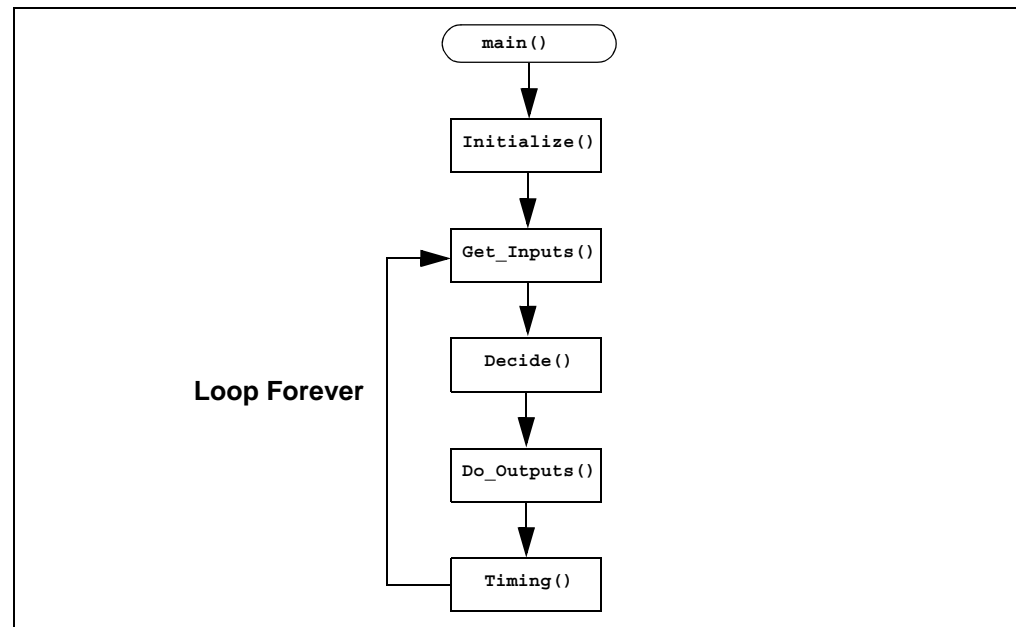 main()
Initialize()
Get_Inputs()
Decide()
Loop Forever
Do_Outputs()
Timing()